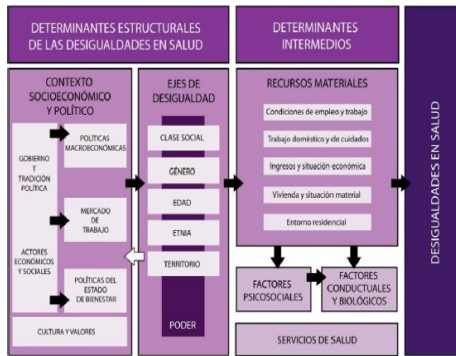 DETERMINANTES ESTRUCTURALES
DE LAS DESIGUALDADES EN SALUD
DETERMINANTES
INTERMEDIOS
CONTEXTO
SOCIOECONÓMICO
Y POLÍTICO
GOBIERNO
Y
TRADICIÓN
POLÍTICA
ACTORES
ECONÓMICOS
Y SOCIALES
POLÍTICAS
MACROECONÓMICAS
MERCADO
DE
TRABAJO
POLÍTICAS
DEL ESTADO
DE BIENESTAR
CULTURA Y VALORES
EJES DE
DESIGUALDAD
CLASE SOCIAL
GÉNERO
EDAD
ETNIA
TERRITORIO
PODER
RECURSOS MATERIALES
Condiciones de empleo y trabajo
Trabajo doméstico y de cuidados
Ingresos y situación económica
Vivienda y situación material
Entorno residencial
FACTORES
PSICOSOCIALES
FACTORES
CONDUCTUALES
Y BIOLÓGICOS
SERVICIOS DE SALUD
DESIGUALDADES EN SALUD